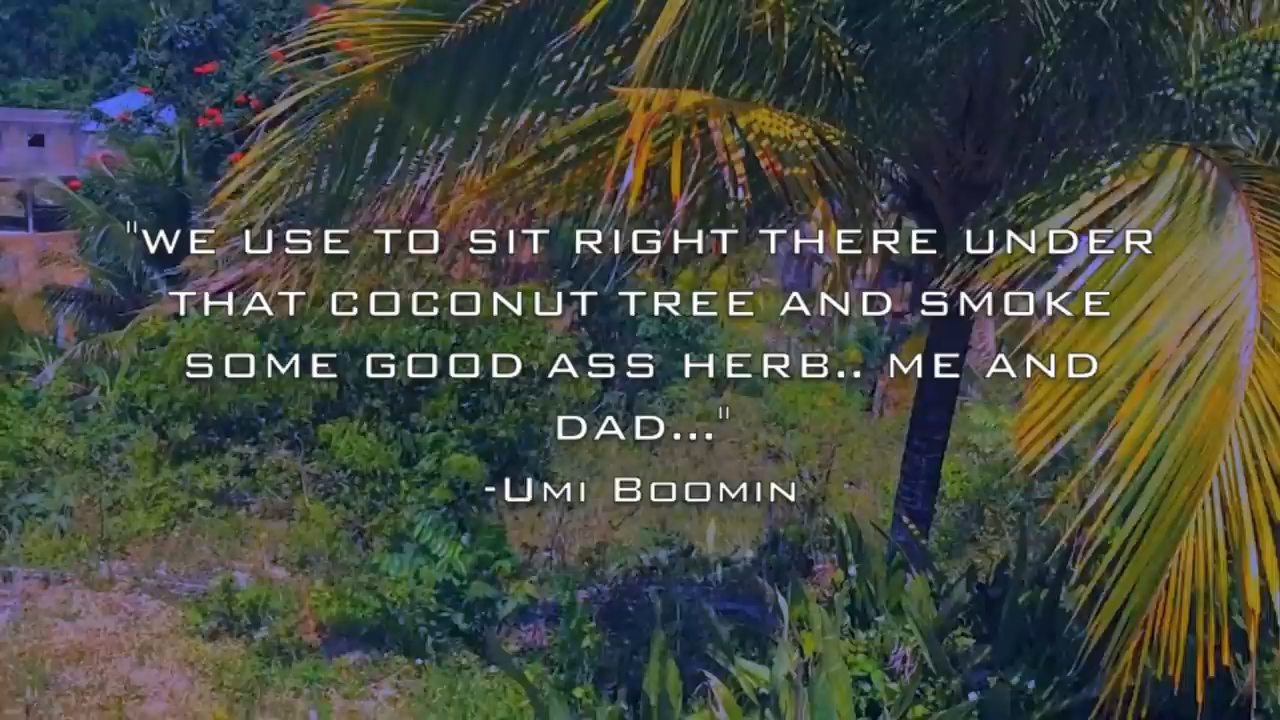 "WE USE TO SIT RIGHT THERE UNDER
THAT COCONUT TREE AND SMOKE
SOME GOOD ASS HERB.. ME AND
DAD..."
-UMI BOOMIN